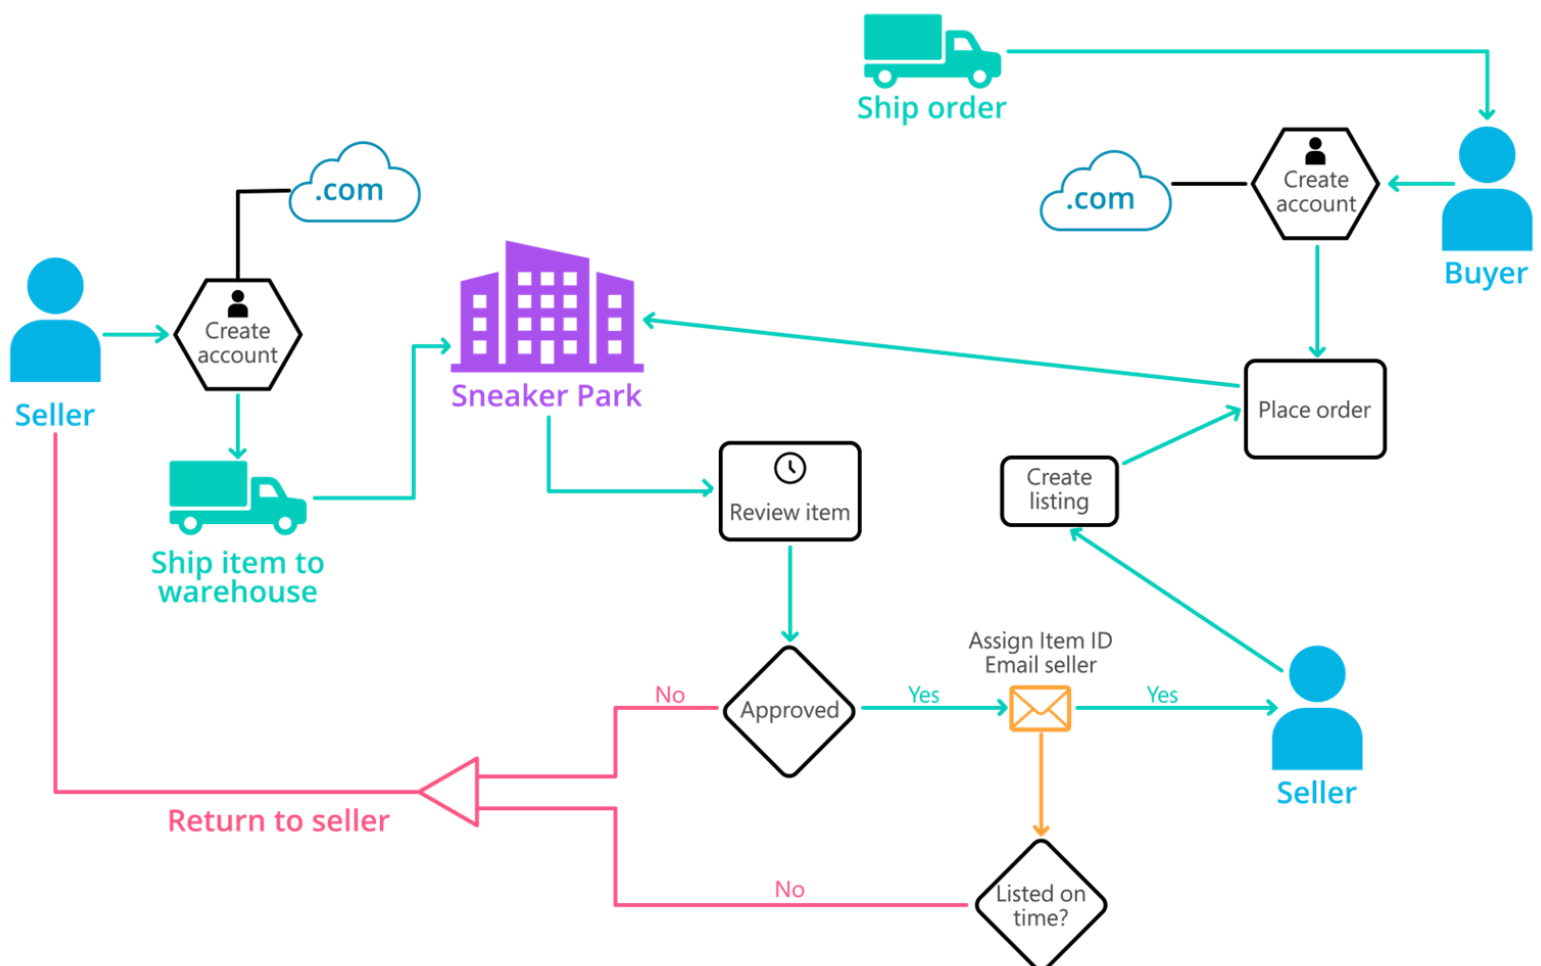 Ship order
.com
Create
account
Buyer
.com
Create
account
Seller
Sneaker Park
Place order
Ship item to
warehouse
Review item
Create
listing
Assign Item ID
Email seller
No
Approved
Yes
Yes
Seller
Return to seller
No
Listed on
time?